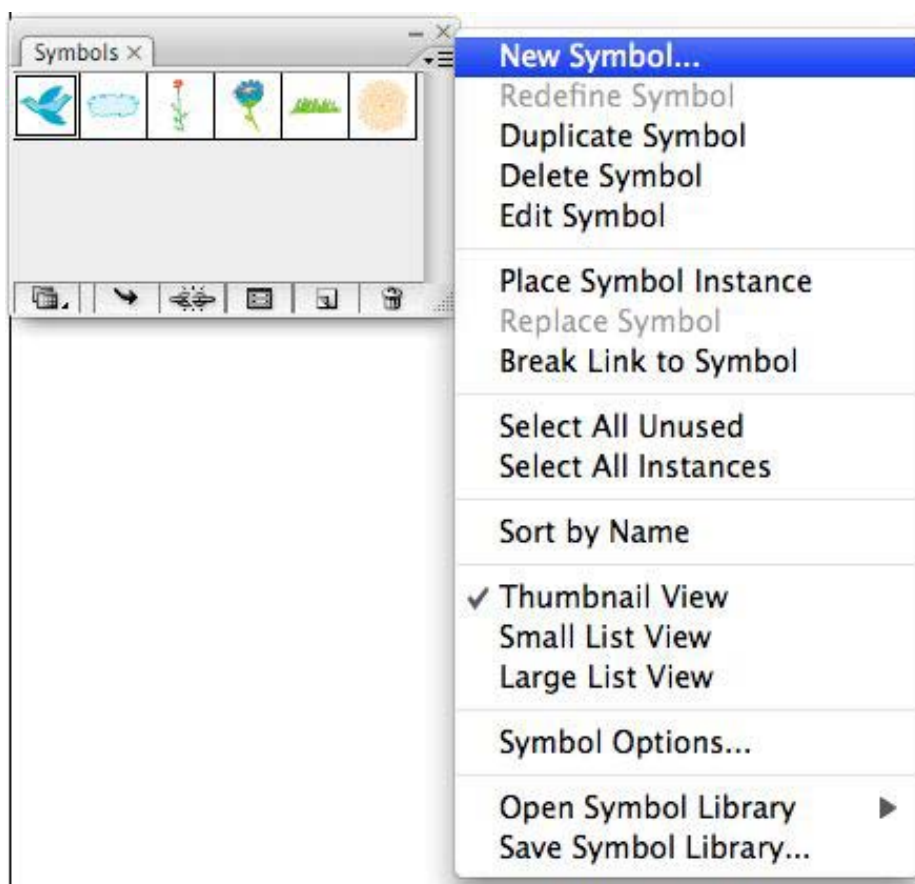 Symbols
New Symbol...
Redefine Symbol
Duplicate Symbol
Delete Symbol
Edit Symbol
Place Symbol Instance
Replace Symbol
Break Link to Symbol
Select All Unused
Select All Instances
Sort by Name
Thumbnail View
Small List View
Large List View
Symbol Options...
Open Symbol Library
Save Symbol Library...